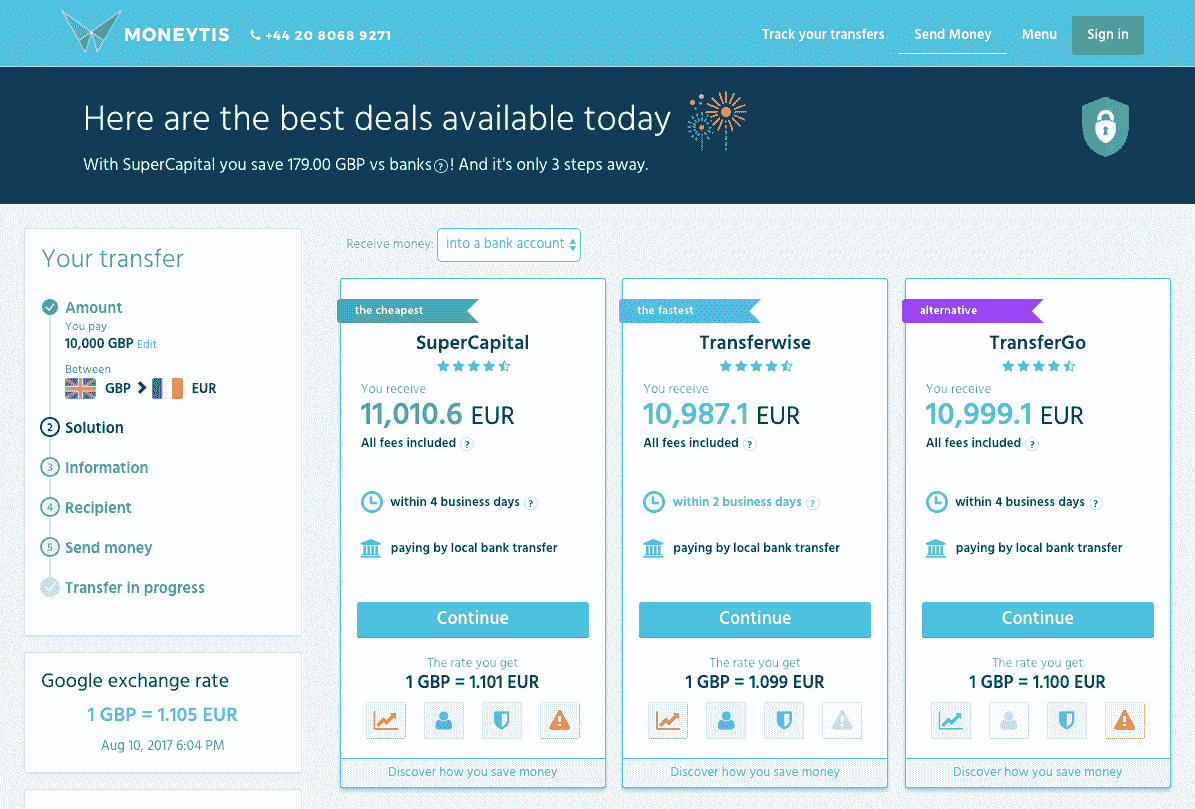 MONEYTIS
+44 20 8068 9271
Track your transfers
Send Money
Menu
Sign in
Here are the best deals available today
With SuperCapital you save 179.00 GBP vs banks ? ! And it's only 3 steps away.
Your transfer
Amount
You pay
10,000 GBP Edit
Between
GBP EUR
2 Solution
3 Information
4 Recipient
5 Send money
Transfer in progress
Google exchange rate
1 GBP = 1.105 EUR
Aug 10, 2017 6:04 PM
Receive money: into a bank account
the cheapest
SuperCapital
You receive
11,010.6 EUR
All fees included ?
within 4 business days ?
paying by local bank transfer
Continue
The rate you get
1 GBP = 1.101 EUR
Discover how you save money
the fastest
Transferwise
You receive
10,987.1 EUR
All fees included ?
within 2 business days ?
paying by local bank transfer
Continue
The rate you get
1 GBP = 1.099 EUR
Discover how you save money
alternative
TransferGo
You receive
10,999.1 EUR
All fees included ?
within 4 business days ?
paying by local bank transfer
Continue
The rate you get
1 GBP = 1.100 EUR
Discover how you save money